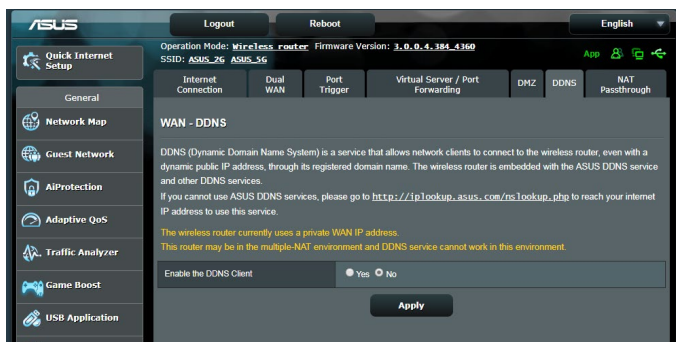 ASUS
Logout
Reboot
English
Operation Mode: Wireless router Firmware Version: 3.0.0.4.384_4360
SSID: ASUS_2G ASUS_5G
App
Quick Internet
Setup
General
Network Map
Guest Network
AiProtection
Adaptive QoS
Traffic Analyzer
Game Boost
USB Application
Internet
Connection
Dual
WAN
Port
Trigger
Virtual Server / Port
Forwarding
DMZ
DDNS
NAT
Passthrough
WAN - DDNS
DDNS (Dynamic Domain Name System) is a service that allows network clients to connect to the wireless router, even with a
dynamic public IP address, through its registered domain name. The wireless router is embedded with the ASUS DDNS service
and other DDNS services.
If you cannot use ASUS DDNS services, please go to http://iplookup.asus.com/nslookup.php to reach your internet
IP address to use this service.
The wireless router currently uses a private WAN IP
address.
This router may be in the multiple-NAT environment and DDNS service cannot work in this environment.
Enable the DDNS Client
Yes No
Apply